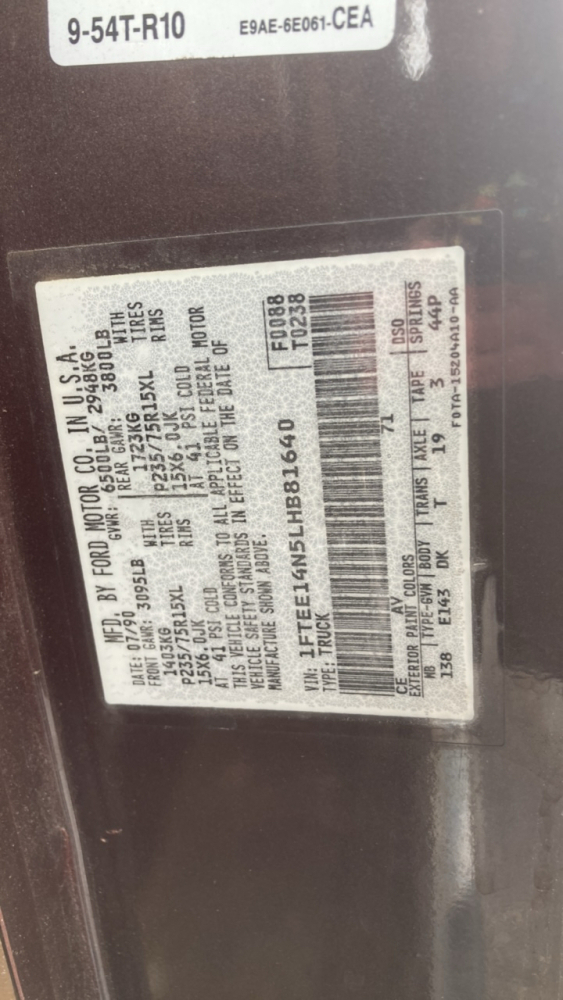 9-54T-R10 E9AE-6E061-CEA
MFD. BY FORD MOTOR CO. IN U.S.A.
DATE: 07/90 GVWR: 6500LB/ 2948KG
FRONT GAWR: 3095LB REAR GAWR: 3800LB
1403KG WITH 1723KG WITH
P235/75R15XL TIRES P235/75R15XL TIRES
15X6.0JK RIMS 15X6.0JK RIMS
AT 41 PSI COLD AT 41 PSI COLD
THIS VEHICLE CONFORMS TO ALL APPLICABLE FEDERAL MOTOR
VEHICLE SAFETY STANDARDS IN EFFECT ON THE DATE OF
MANUFACTURE SHOWN ABOVE.
F0088
VIN: 1FTEE14N5LHB81640 T0238
TYPE: TRUCK
71
CE AY
EXTERIOR PAINT COLORS DSO
WB | TYPE-GVM | BODY | TRANS | AXLE | TAPE | SPRINGS
138 E143 DK T 19 3 44P
F0TA-15204A10-AA